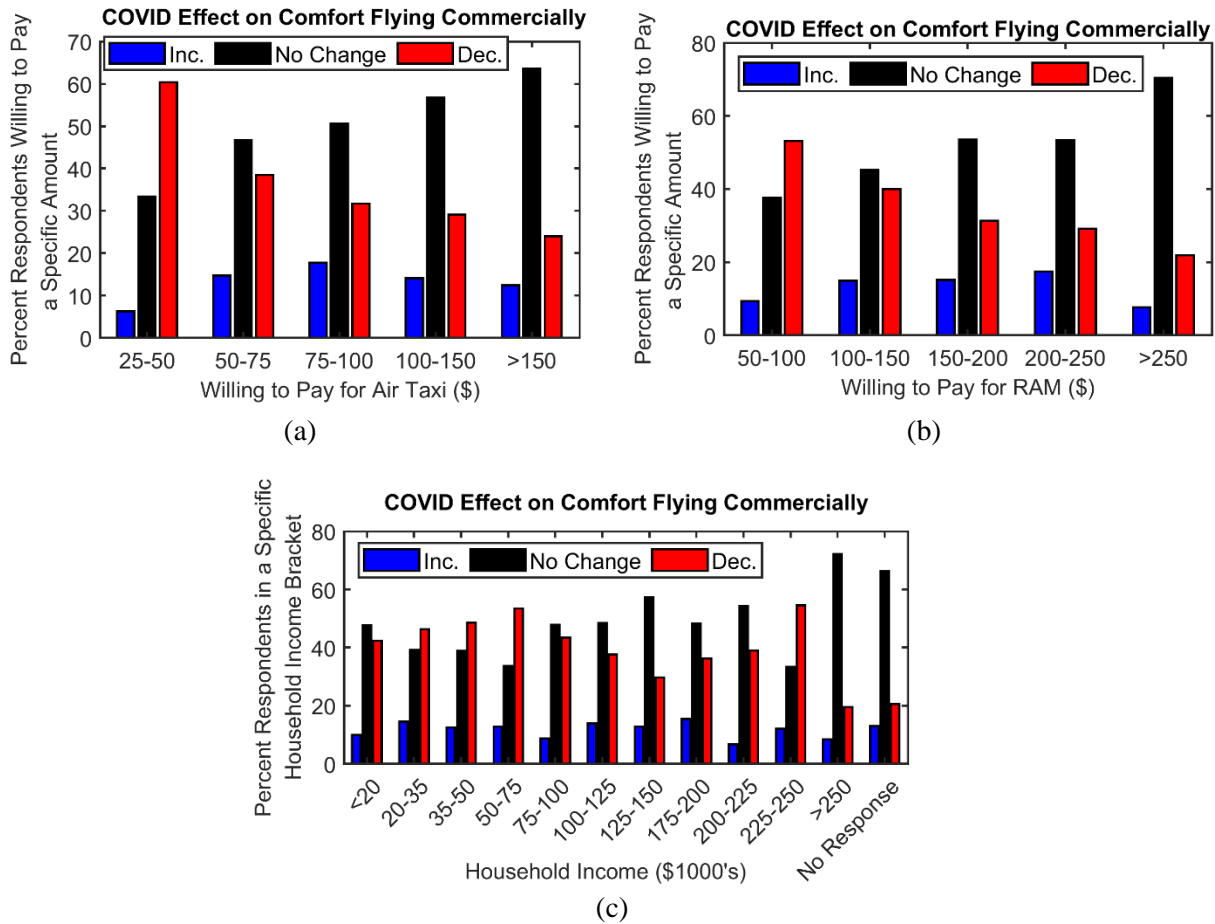 COVID Effect on Comfort Flying Commercially
Percent Respondents Willing to Pay
a Specific Amount
70
60
50
40
30
20
10
0
Inc. No Change Dec.
25-50 50-75 75-100 100-150 >150
Willing to Pay for Air Taxi ($)
(a)
COVID Effect on Comfort Flying Commercially
Percent Respondents Willing to Pay
a Specific Amount
80
60
40
20
0
Inc. No Change Dec.
50-100 100-150 150-200 200-250 >250
Willing to Pay for RAM ($)
(b)
COVID Effect on Comfort Flying Commercially
Percent Respondents in a Specific
Household Income Bracket
80
60
40
20
0
Inc. No Change Dec.
<20 20-35 35-50 50-75 75-100 100-125 125-150 175-200 200-225 225-250 >250 No Response
Household Income ($1000's)
(c)